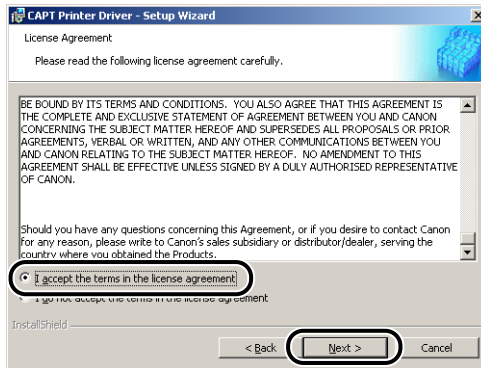 CAPT Printer Driver - Setup Wizard
License Agreement
Please read the following license agreement carefully.
BE BOUND BY ITS TERMS AND CONDITIONS.  YOU ALSO AGREE THAT THIS AGREEMENT IS
THE COMPLETE AND EXCLUSIVE STATEMENT OF AGREEMENT BETWEEN YOU AND CANON
CONCERNING THE SUBJECT MATTER HEREOF AND SUPERSEDES ALL PROPOSALS OR PRIOR
AGREEMENTS, VERBAL OR WRITTEN, AND ANY OTHER COMMUNICATIONS BETWEEN YOU
AND CANON RELATING TO THE SUBJECT MATTER HEREOF.  NO AMENDMENT TO THIS
AGREEMENT SHALL BE EFFECTIVE UNLESS SIGNED BY A DULY AUTHORISED REPRESENTATIVE
OF CANON.
Should you have any questions concerning this Agreement, or if you desire to contact Canon
for any reason, please write to Canon's sales subsidiary or distributor/dealer, serving the
country where you obtained the Products.
I accept the terms in the license agreement
I do not accept the terms in the license agreement
InstallShield
< Back
Next >
Cancel